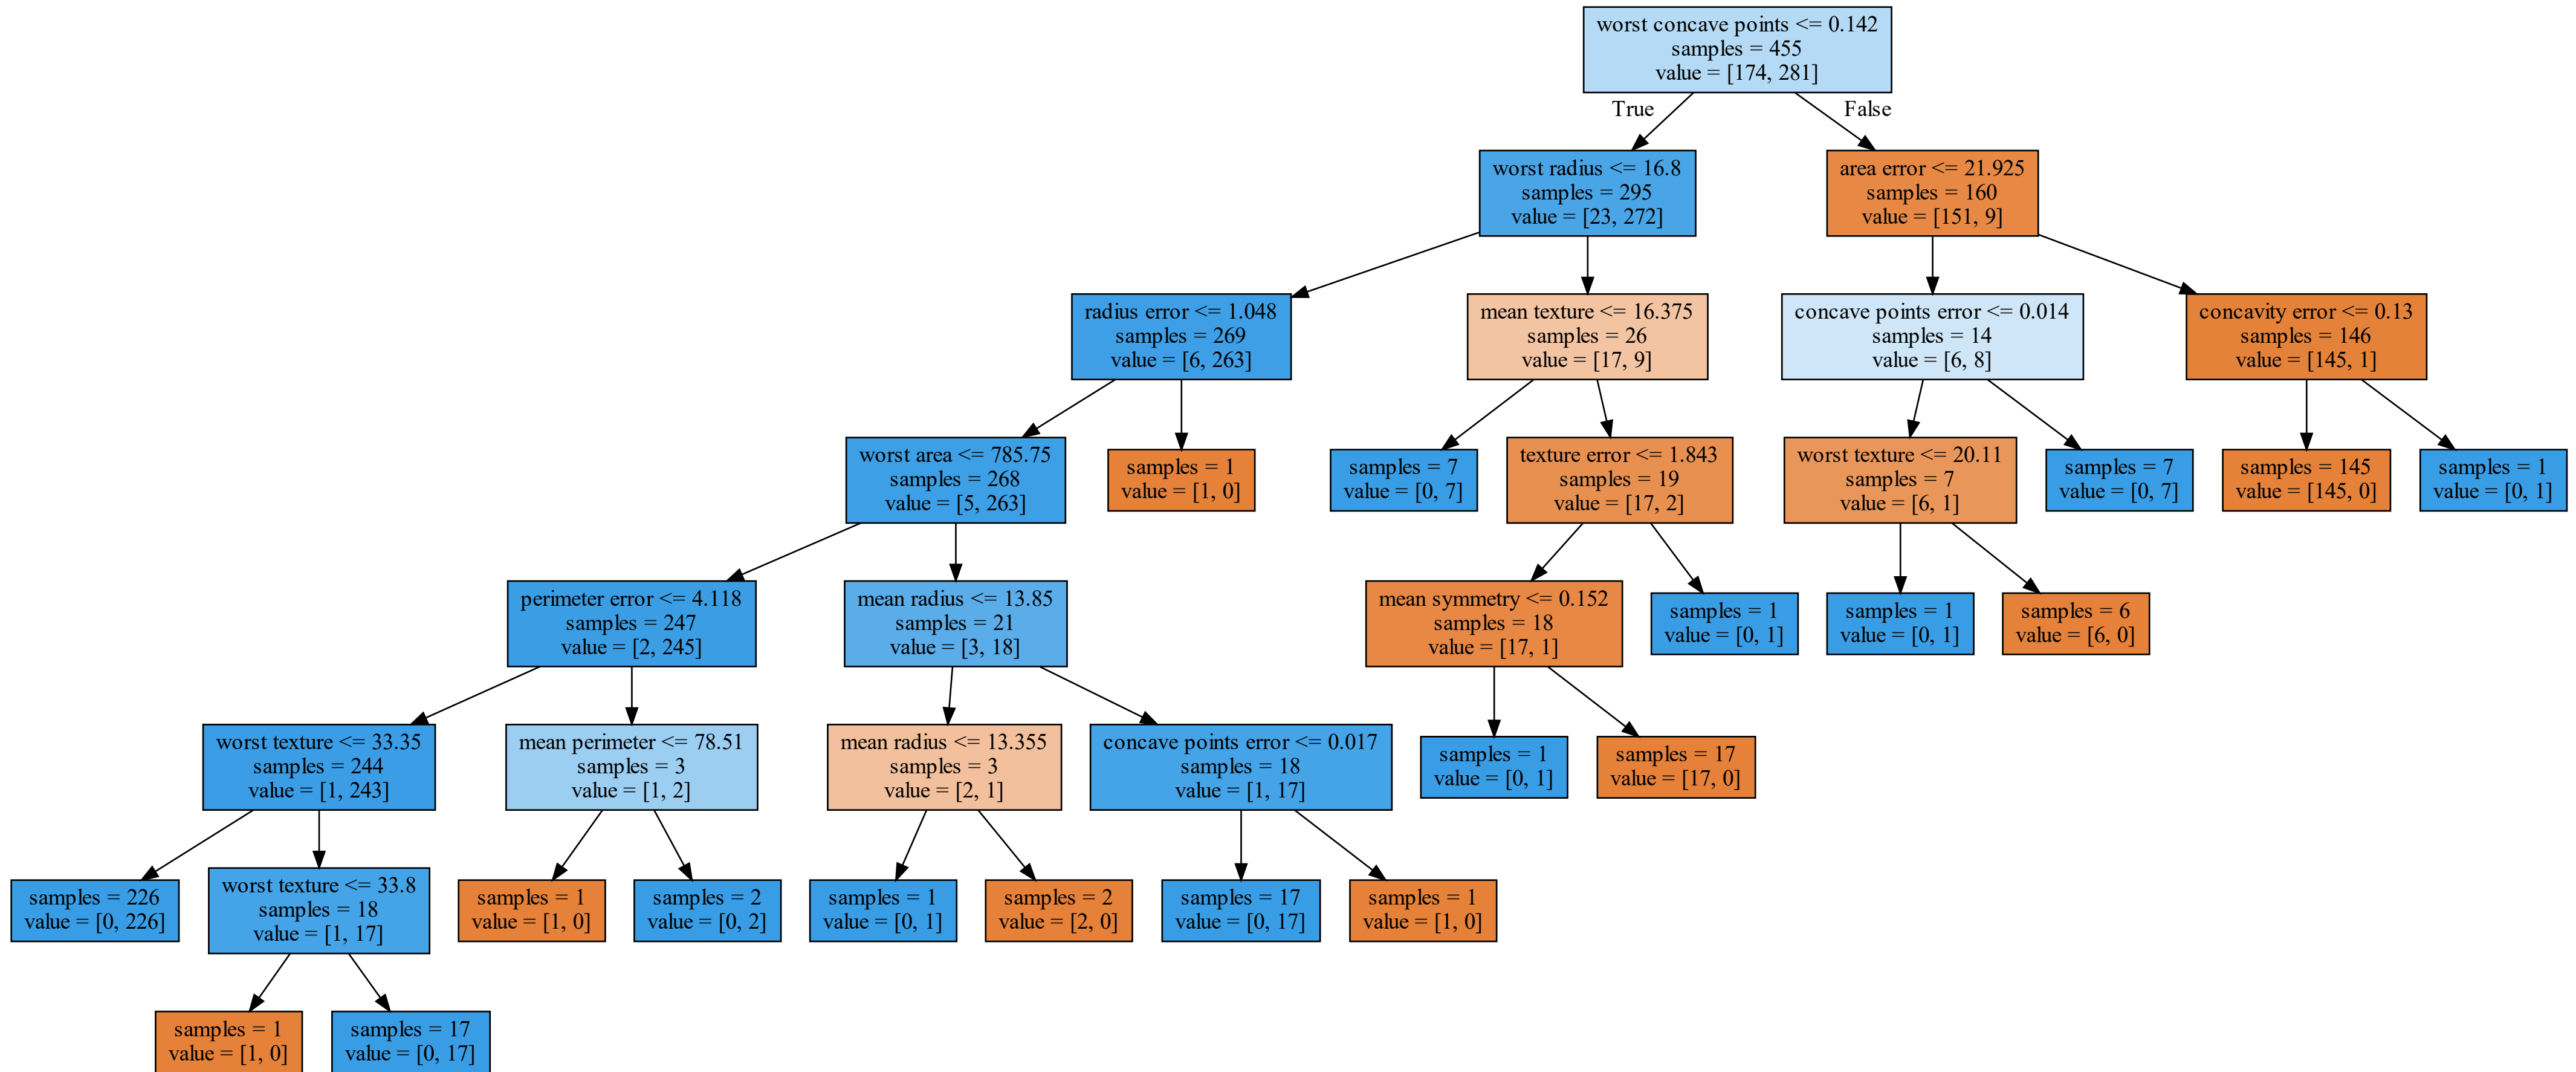 worst concave points <= 0.142
samples = 455
value = [174, 281]
True
False
worst radius <= 16.8
samples = 295
value = [23, 272]
area error <= 21.925
samples = 160
value = [151, 9]
radius error <= 1.048
samples = 269
value = [6, 263]
mean texture <= 16.375
samples = 26
value = [17, 9]
concave points error <= 0.014
samples = 14
value = [6, 8]
concavity error <= 0.13
samples = 146
value = [145, 1]
worst area <= 785.75
samples = 268
value = [5, 263]
samples = 1
value = [1, 0]
samples = 7
value = [0, 7]
texture error <= 1.843
samples = 19
value = [17, 2]
worst texture <= 20.11
samples = 7
value = [6, 1]
samples = 7
value = [0, 7]
samples = 145
value = [145, 0]
samples = 1
value = [0, 1]
perimeter error <= 4.118
samples = 247
value = [2, 245]
mean radius <= 13.85
samples = 21
value = [3, 18]
mean symmetry <= 0.152
samples = 18
value = [17, 1]
samples = 1
value = [0, 1]
samples = 1
value = [0, 1]
samples = 6
value = [6, 0]
worst texture <= 33.35
samples = 244
value = [1, 243]
mean perimeter <= 78.51
samples = 3
value = [1, 2]
mean radius <= 13.355
samples = 3
value = [2, 1]
concave points error <= 0.017
samples = 18
value = [1, 17]
samples = 1
value = [0, 1]
samples = 17
value = [17, 0]
samples = 226
value = [0, 226]
worst texture <= 33.8
samples = 18
value = [1, 17]
samples = 1
value = [1, 0]
samples = 2
value = [0, 2]
samples = 1
value = [0, 1]
samples = 2
value = [2, 0]
samples = 17
value = [0, 17]
samples = 1
value = [1, 0]
samples = 1
value = [1, 0]
samples = 17
value = [0, 17]